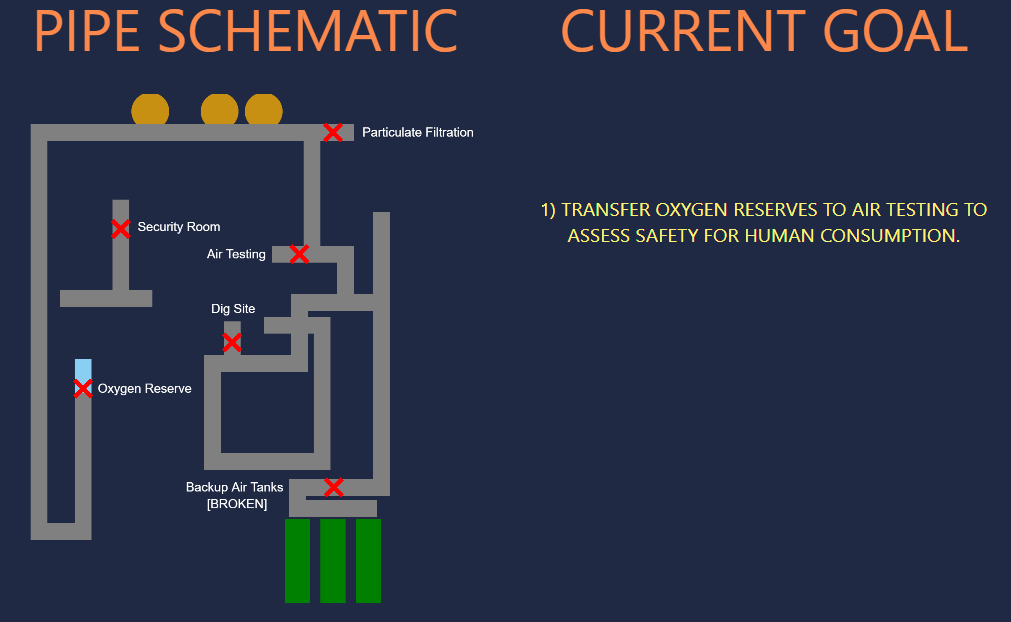 PIPE SCHEMATIC
CURRENT GOAL
Particulate Filtration
Security Room
Air Testing
Dig Site
Oxygen Reserve
Backup Air Tanks
[BROKEN]
1) TRANSFER OXYGEN RESERVES TO AIR TESTING TO
ASSESS SAFETY FOR HUMAN CONSUMPTION.